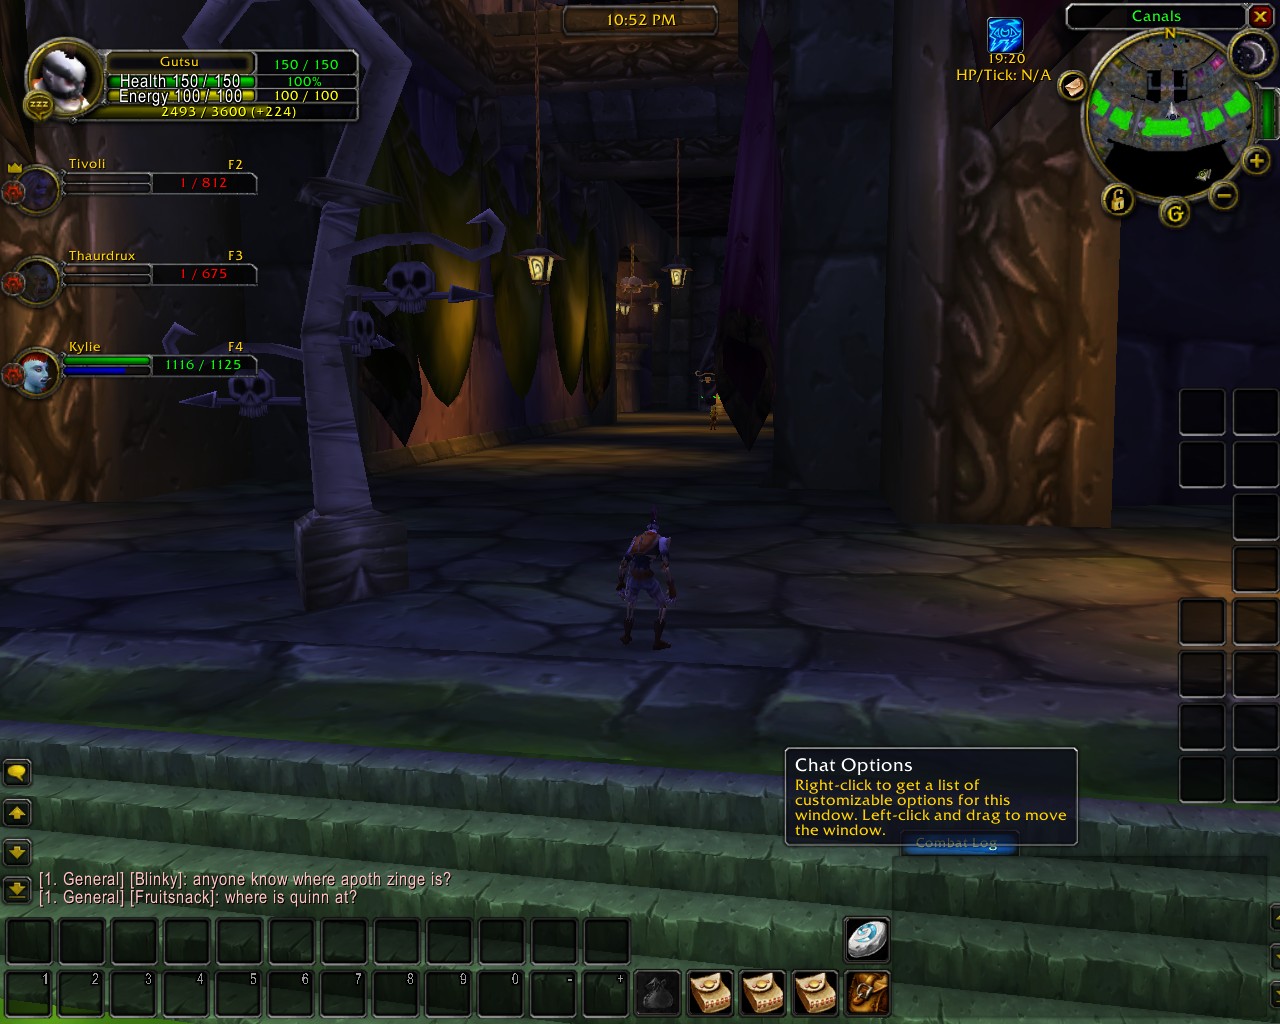 10:52 PM
Canals
N
19:20
HP/Tick: N/A
G
Gutsu
150 / 150
Health 150 / 150
100%
Energy 100 / 100
100 / 100
2493 / 3600 (+224)
zzz
Tivoli
F2
1 / 812
Thaurdrux
F3
1 / 675
Kylie
F4
1116 / 1125
Chat Options
Right-click to get a list of
customizable options for this
window. Left-click and drag to move
the window.
Combat Log
[1. General] [Blinky]: anyone know where apoth zinge is?
[1. General] [Fruitsnack]: where is quinn at?
1 2 3 4 5 6 7 8 9 0 - +